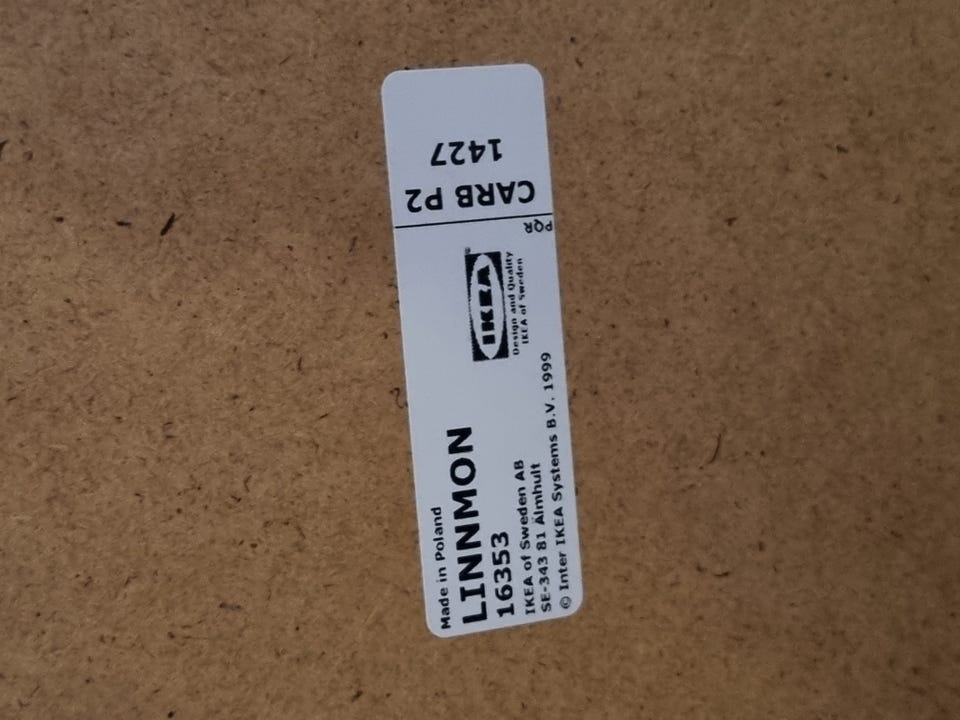 Made in Poland
LINNMON
16353
IKEA of Sweden AB
SE-343 81 Älmhult
© Inter IKEA Systems B.V. 1999
IKEA®
Design and Quality
IKEA of Sweden
PQR
CARB P2
1427